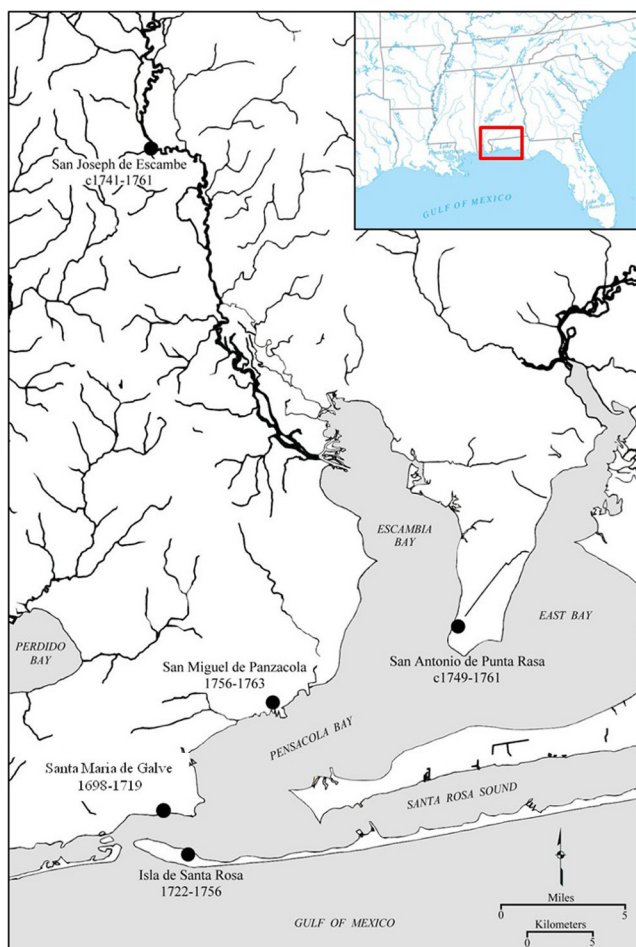 GULF OF MEXICO
San Joseph de Escambe
c1741-1761
ESCAMBIA
BAY
EAST BAY
PERDIDO
BAY
San Miguel de Panzacola
1756-1763
San Antonio de Punta Rasa
c1749-1761
PENSACOLA BAY
Santa Maria de Galve
1698-1719
SANTA ROSA SOUND
Isla de Santa Rosa
1722-1756
GULF OF MEXICO
Miles
0 5
Kilometers
0 5